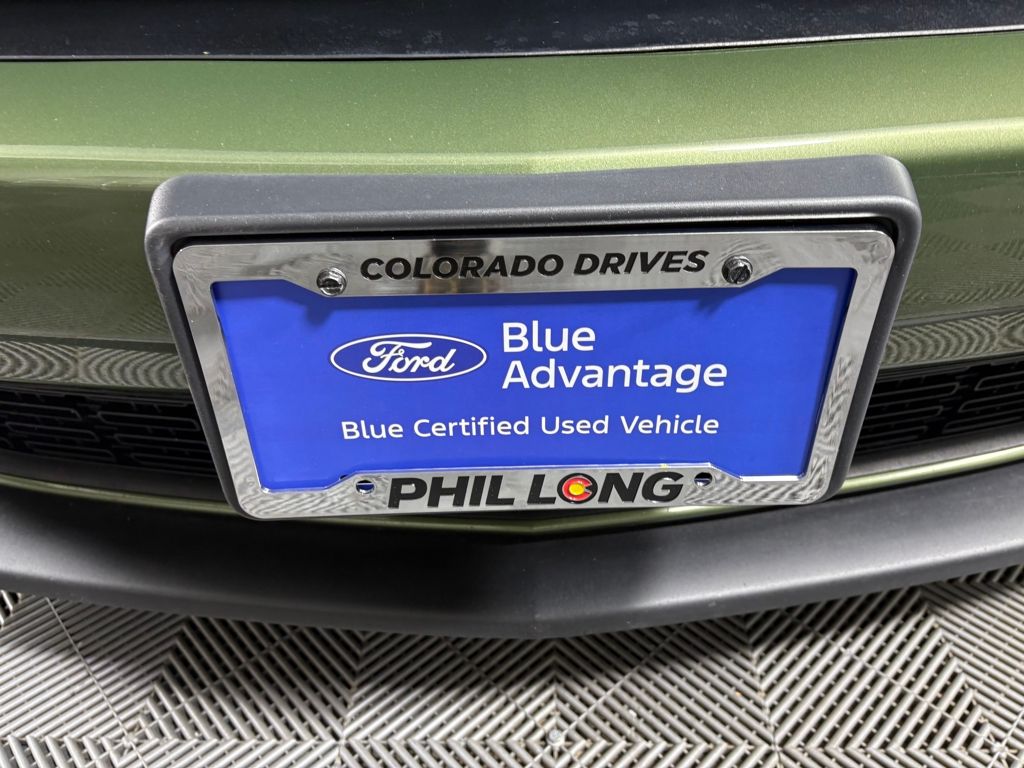 COLORADO DRIVES
Ford
Blue
Advantage
Blue Certified Used Vehicle
PHIL LONG